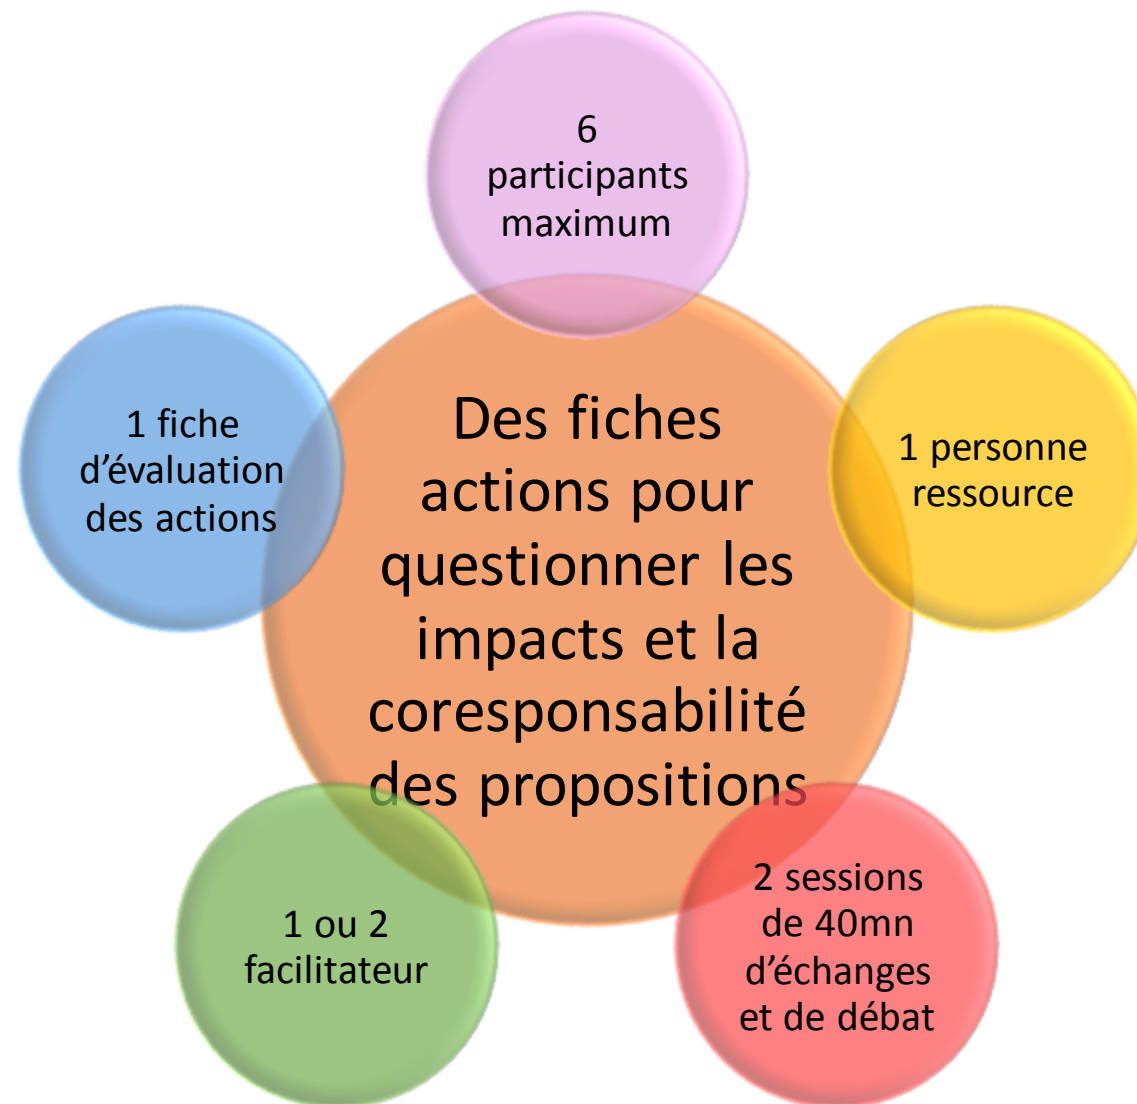 6
participants
maximum
1 fiche
d’évaluation
des actions
Des fiches
actions pour
questionner les
impacts et la
coresponsabilité
des propositions
1 personne
ressource
1 ou 2
facilitateur
2 sessions
de 40mn
d’échanges
et de débat